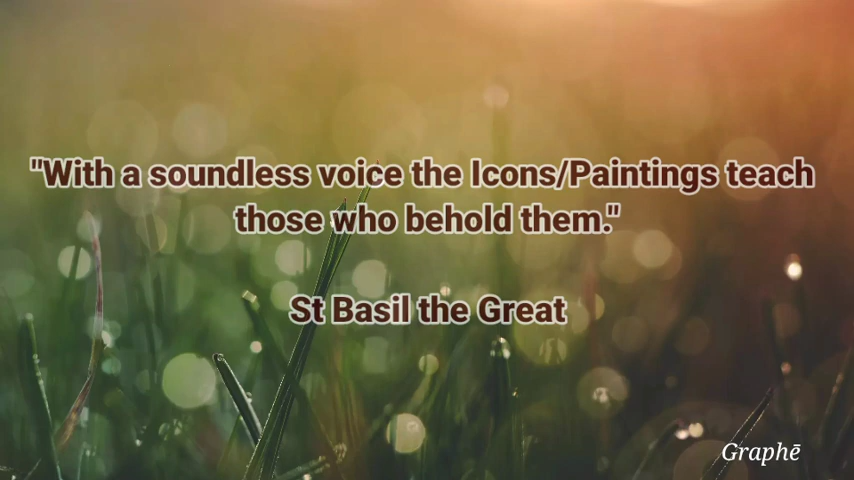 "With a soundless voice the Icons/Paintings teach
those who behold them."
St Basil the Great
Graphē